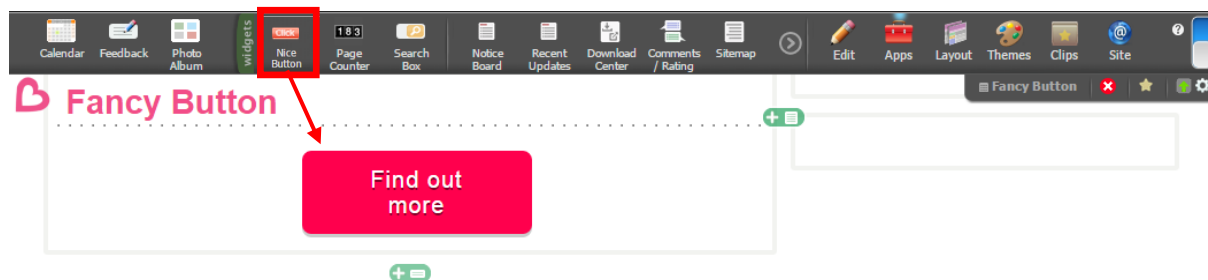 Calendar
Feedback
Photo
Album
widgets
Click
Nice
Button
183
Page
Counter
Search
Box
Notice
Board
Recent
Updates
Download
Center
Comments
/ Rating
Sitemap
Edit
Apps
Layout
Themes
Clips
@
Site
?
Fancy Button
Fancy Button
Find out
more